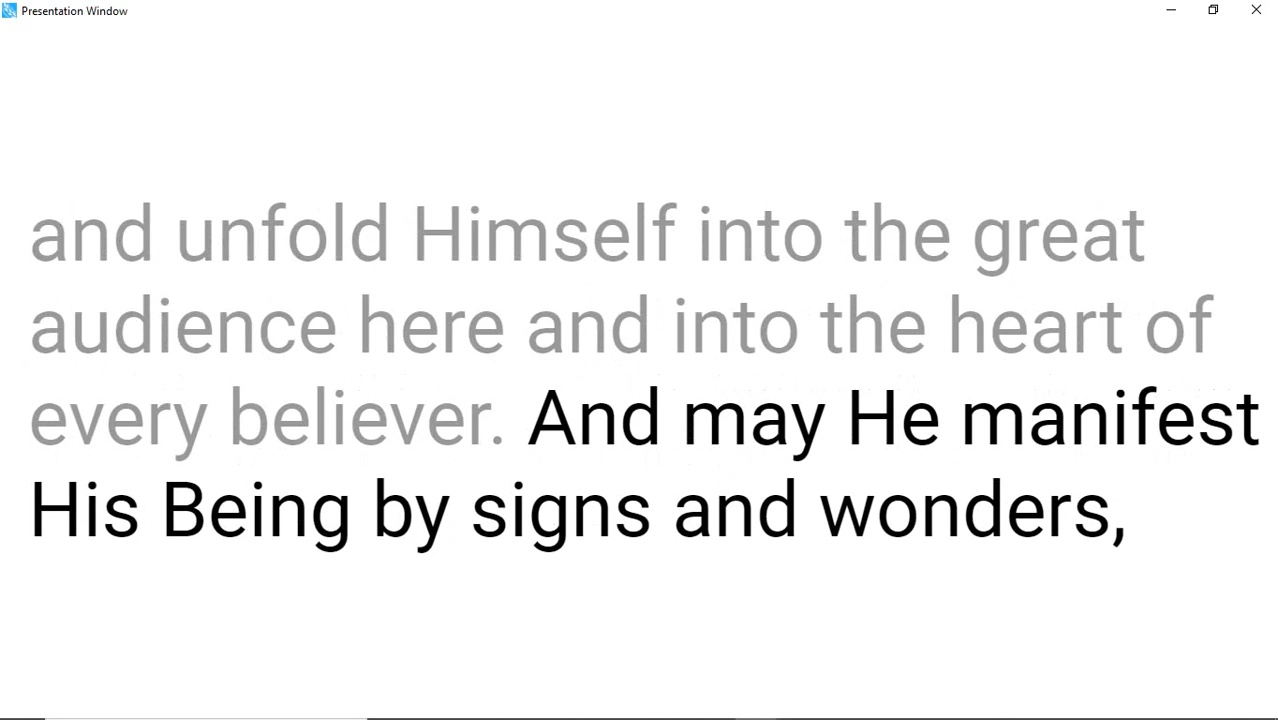 Presentation Window
and unfold Himself into the great
audience here and into the heart of
every believer. And may He manifest
His Being by signs and wonders,